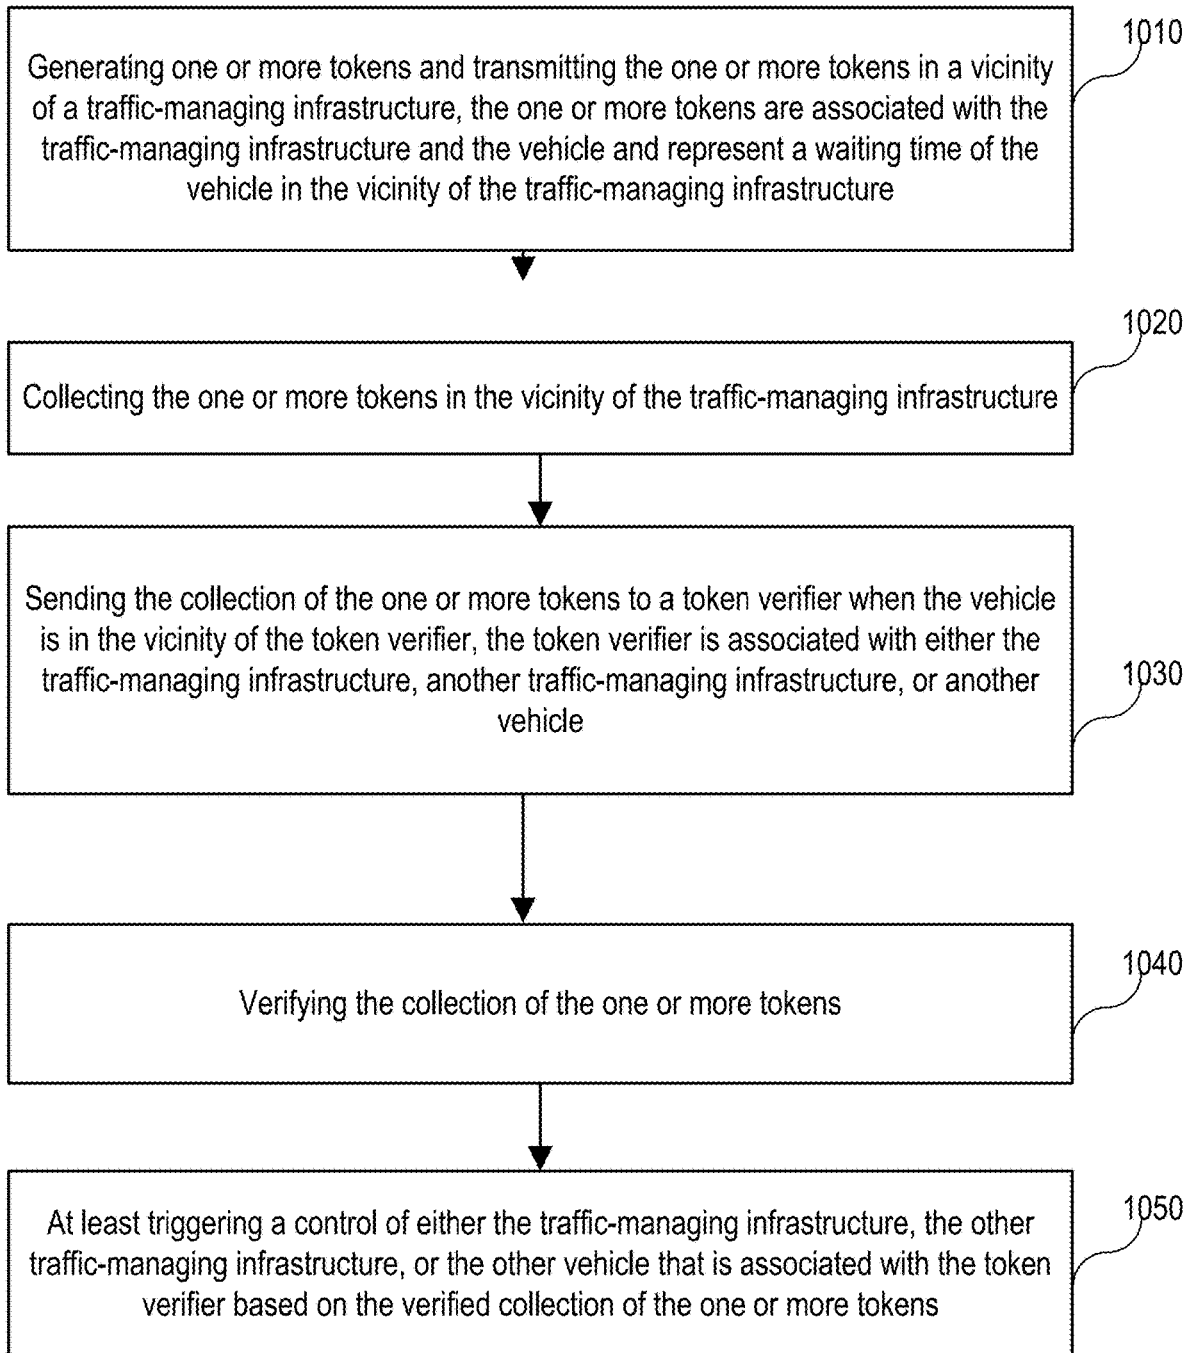 1010
Generating one or more tokens and transmitting the one or more tokens in a vicinity
of a traffic-managing infrastructure, the one or more tokens are associated with the
traffic-managing infrastructure and the vehicle and represent a waiting time of the
vehicle in the vicinity of the traffic-managing infrastructure
1020
Collecting the one or more tokens in the vicinity of the traffic-managing infrastructure
Sending the collection of the one or more tokens to a token verifier when the vehicle
is in the vicinity of the token verifier, the token verifier is associated with either the
traffic-managing infrastructure, another traffic-managing infrastructure, or another
vehicle
1030
Verifying the collection of the one or more tokens
1040
At least triggering a control of either the traffic-managing infrastructure, the other
traffic-managing infrastructure, or the other vehicle that is associated with the token
verifier based on the verified collection of the one or more tokens
1050